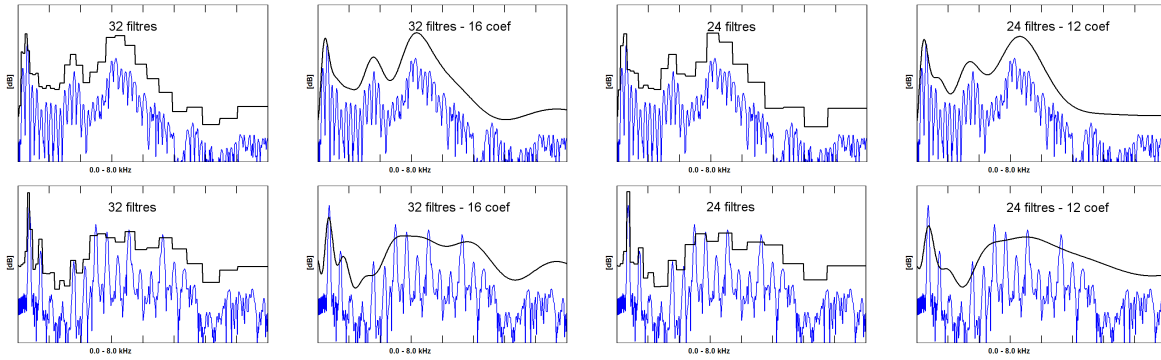 32 filtres
[dB]
0.0 - 8.0 kHz
32 filtres - 16 coef
[dB]
0.0 - 8.0 kHz
24 filtres
[dB]
0.0 - 8.0 kHz
24 filtres - 12 coef
[dB]
0.0 - 8.0 kHz
32 filtres
[dB]
0.0 - 8.0 kHz
32 filtres - 16 coef
[dB]
0.0 - 8.0 kHz
24 filtres
[dB]
0.0 - 8.0 kHz
24 filtres - 12 coef
[dB]
0.0 - 8.0 kHz